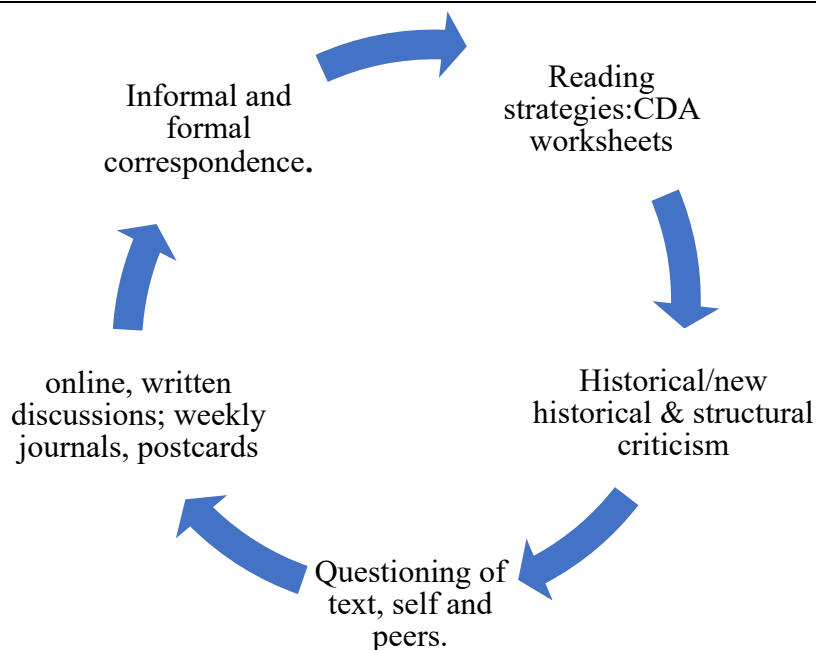 Informal and
formal
correspondence.
Reading
strategies:CDA
worksheets
Historical/new
historical & structural
criticism
Questioning of
text, self and
peers.
online, written
discussions; weekly
journals, postcards